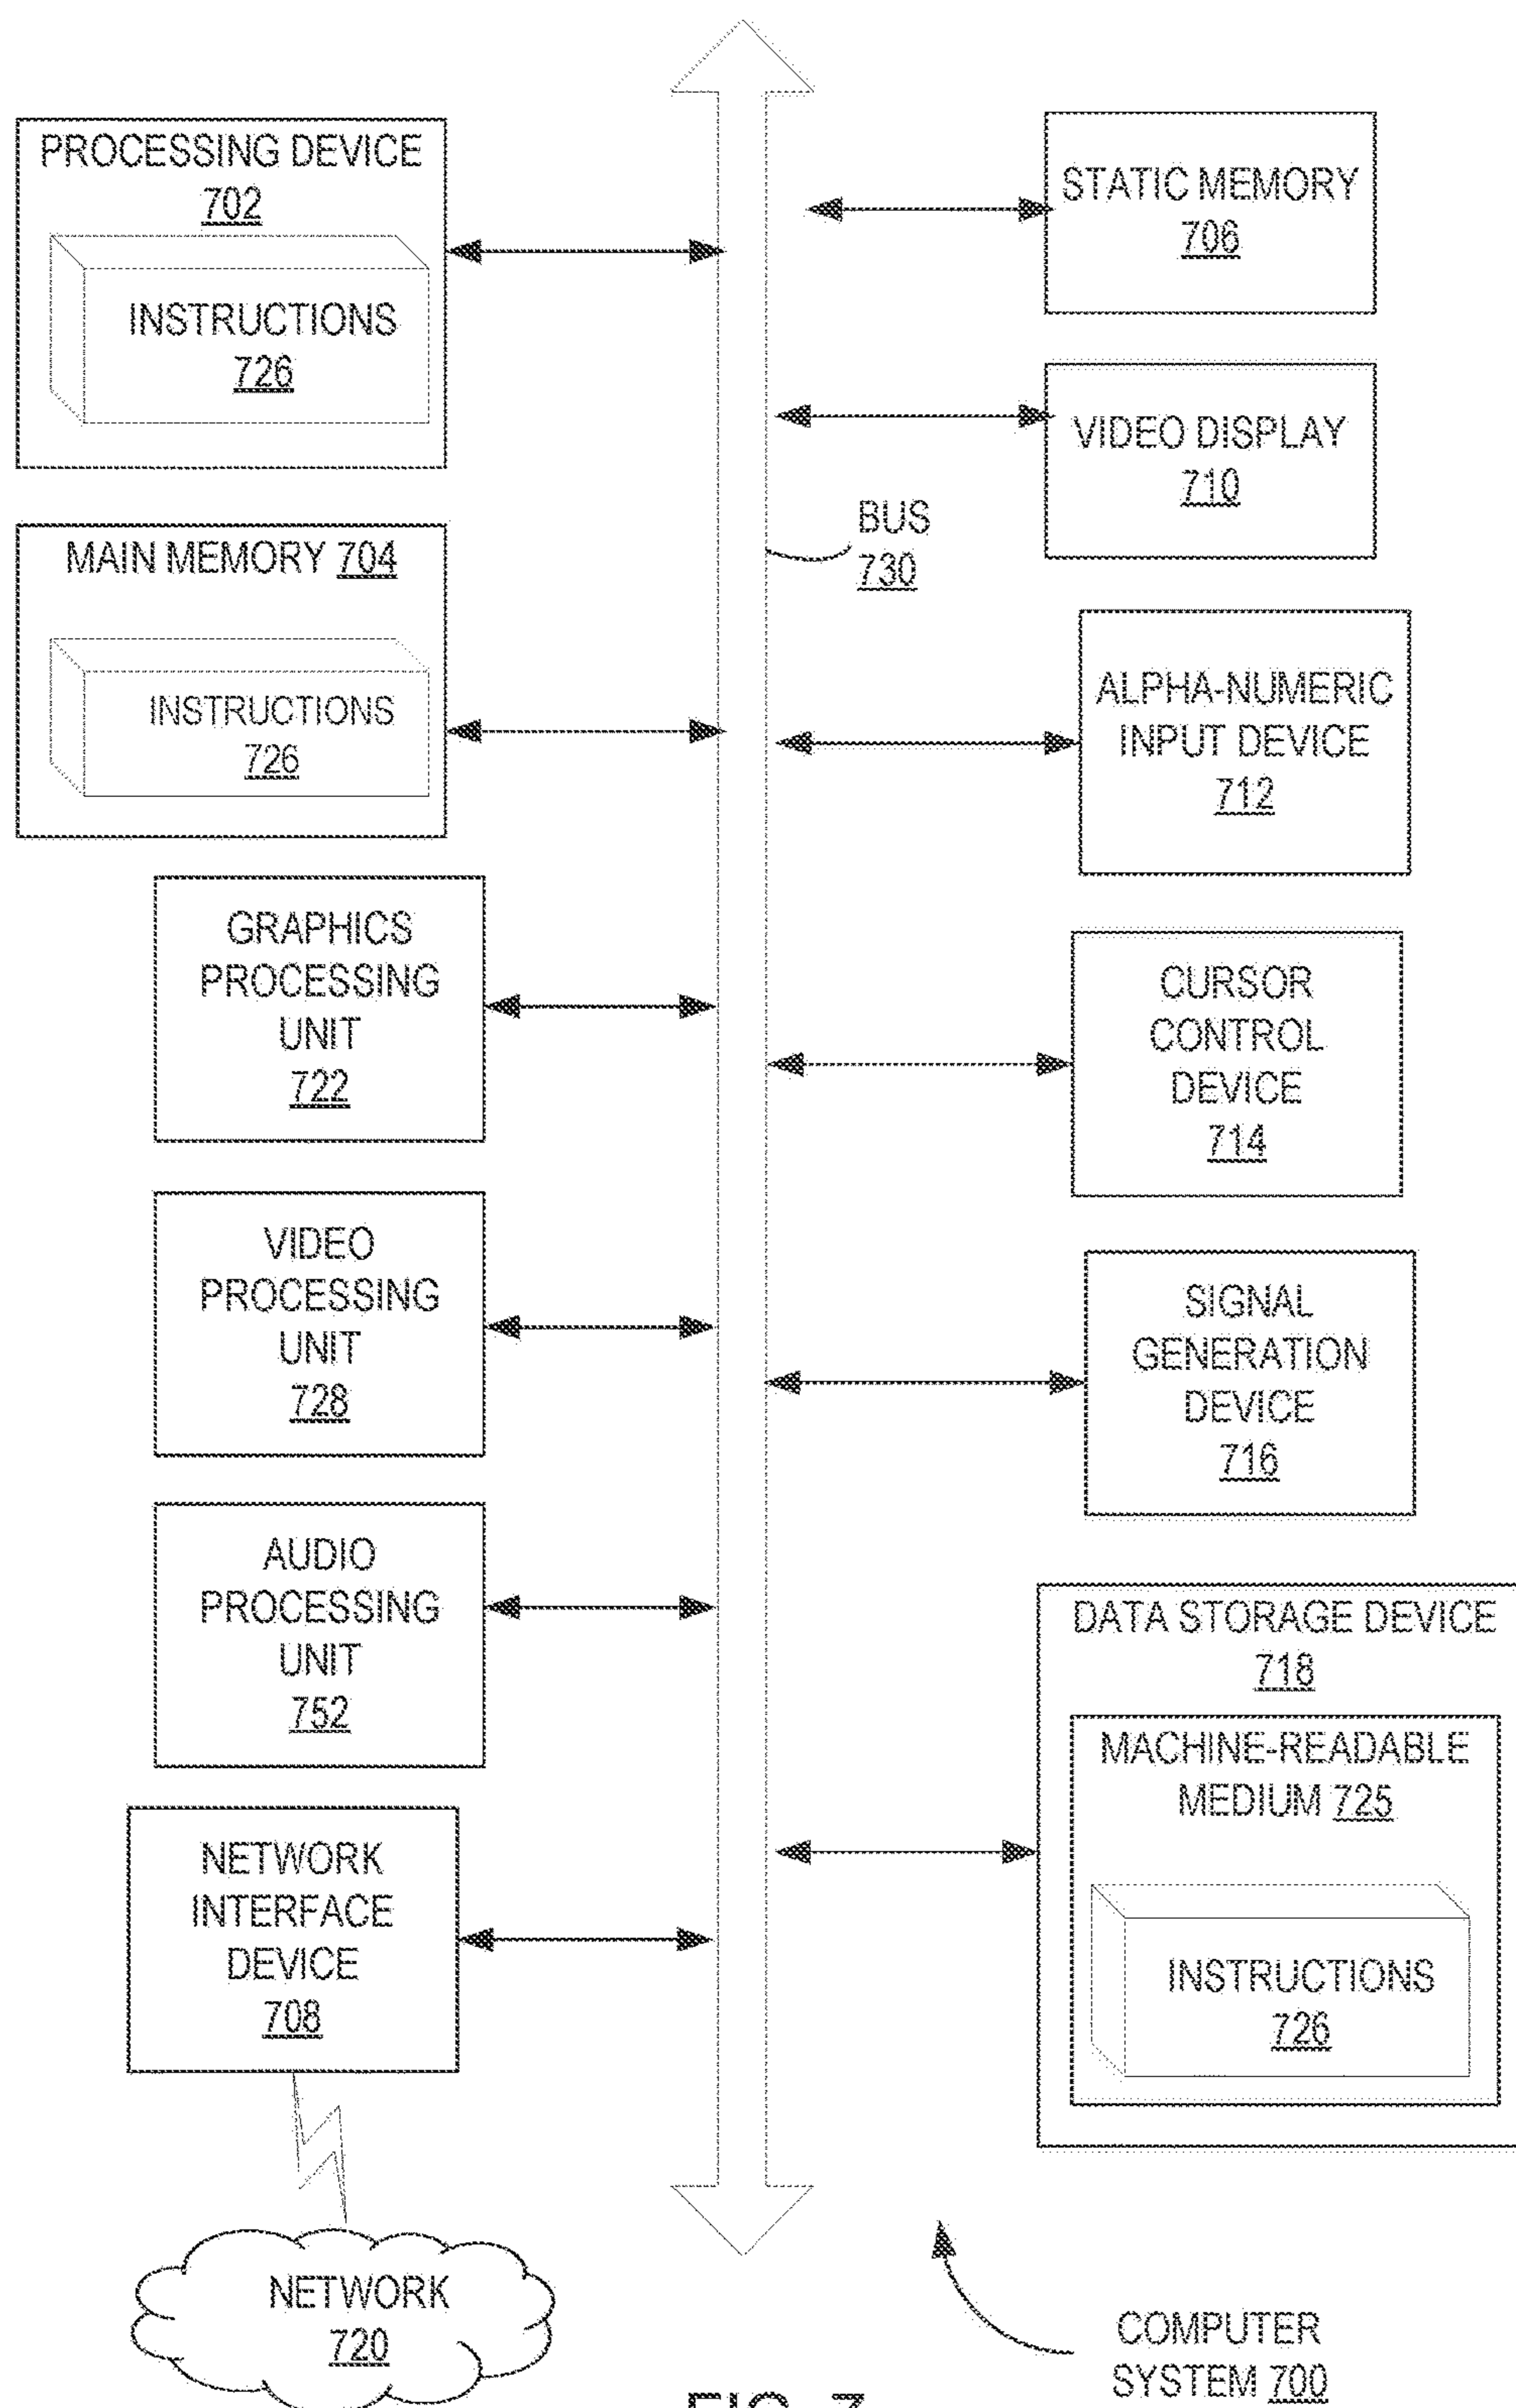 PROCESSING DEVICE
702
INSTRUCTIONS
726
MAIN MEMORY 704
INSTRUCTIONS
726
GRAPHICS
PROCESSING
UNIT
722
VIDEO
PROCESSING
UNIT
728
AUDIO
PROCESSING
UNIT
752
NETWORK
INTERFACE
DEVICE
708
NETWORK
720
BUS
730
STATIC MEMORY
706
VIDEO DISPLAY
710
ALPHA-NUMERIC
INPUT DEVICE
712
CURSOR
CONTROL
DEVICE
714
SIGNAL
GENERATION
DEVICE
716
DATA STORAGE DEVICE
718
MACHINE-READABLE
MEDIUM 725
INSTRUCTIONS
726
COMPUTER
SYSTEM 700
FIG. 7